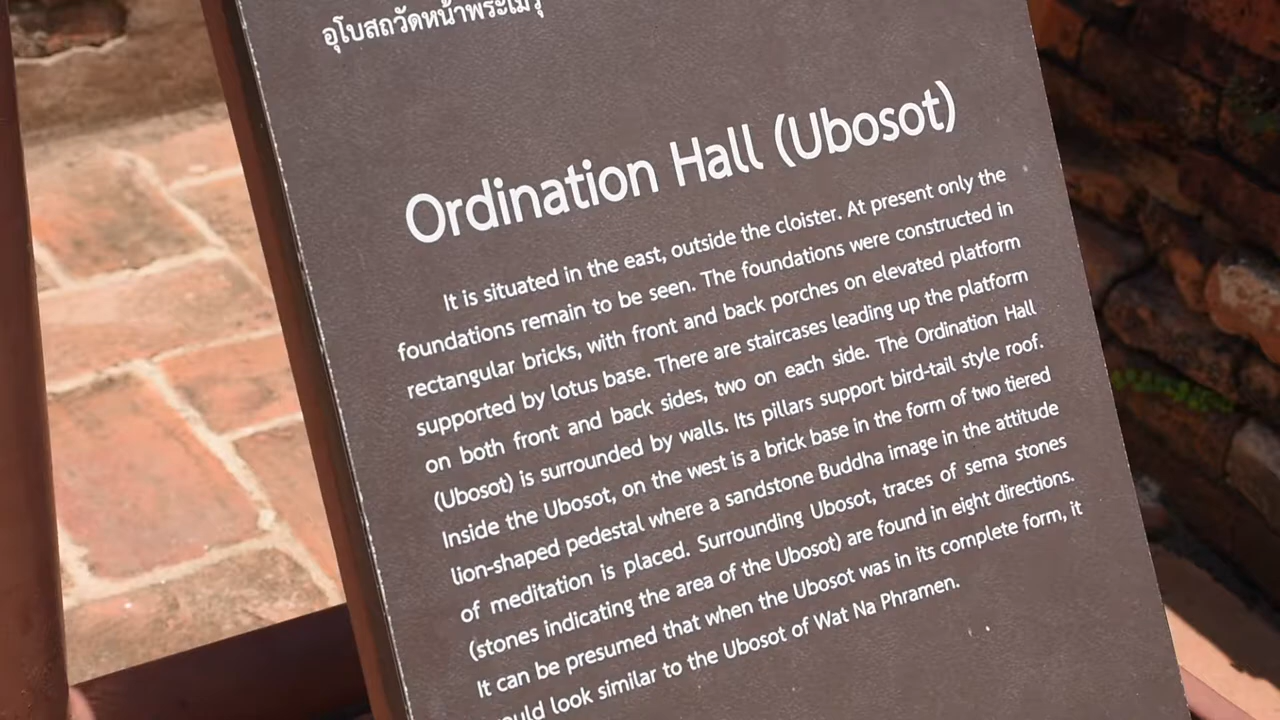 อุโบสถวัดหน้าพระเมรุ
Ordination Hall (Ubosot)
It is situated in the east, outside the cloister. At present only the
foundations remain to be seen. The foundations were constructed in
rectangular bricks, with front and back porches on elevated platform
supported by lotus base. There are staircases leading up the platform
on both front and back sides, two on each side. The Ordination Hall
(Ubosot) is surrounded by walls. Its pillars support bird-tail style roof.
Inside the Ubosot, on the west is a brick base in the form of two tiered
lion-shaped pedestal where a sandstone Buddha image in the attitude
of meditation is placed. Surrounding Ubosot, traces of sema stones
(stones indicating the area of the Ubosot) are found in eight directions.
It can be presumed that when the Ubosot was in its complete form, it
look similar to the Ubosot of Wat Na Phramen.